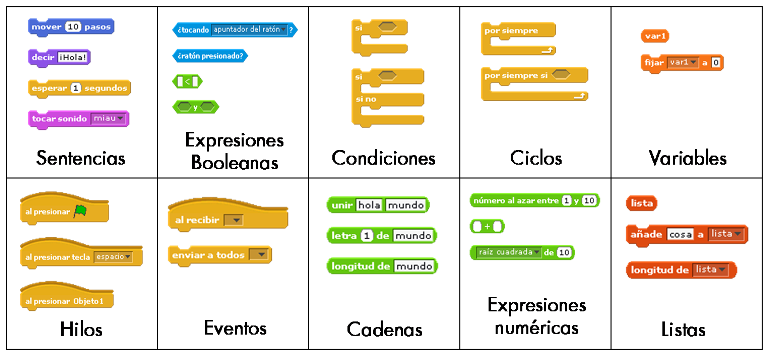 mover 10 pasos
decir ¡Hola!
esperar 1 segundos
tocar sonido miau
Sentencias
¿tocando apuntador del ratón ?
¿ratón presionado?
<
y
Expresiones
Booleanas
si
si
si no
Condiciones
por siempre
por siempre si
Ciclos
var1
fijar var1 a 0
Variables
al presionar
al presionar tecla espacio
al presionar Objeto1
Hilos
al recibir
enviar a todos
Eventos
unir hola mundo
letra 1 de mundo
longitud de mundo
Cadenas
número al azar entre 1 y 10
+
raíz cuadrada de 10
Expresiones
numéricas
lista
añade cosa a lista
longitud de lista
Listas